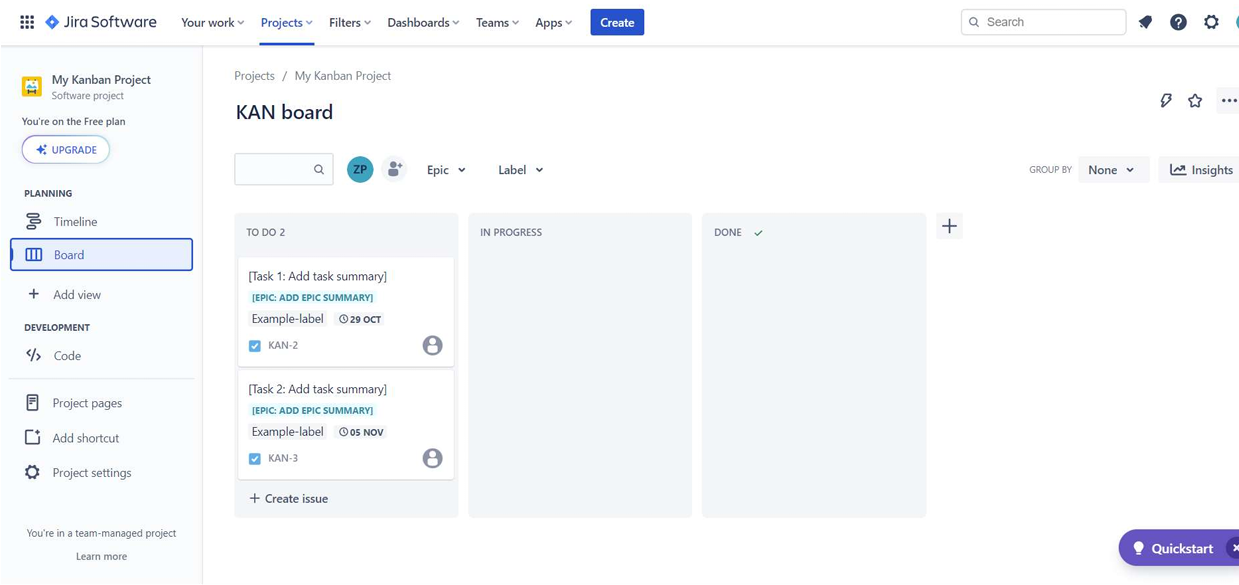 Jira Software Your work Projects Filters Dashboards Teams Apps Create Search
My Kanban Project
Software project
You're on the Free plan
UPGRADE
PLANNING
Timeline
Board
Add view
DEVELOPMENT
Code
Project pages
Add shortcut
Project settings
You're in a team-managed project
Learn more
Projects / My Kanban Project
KAN board
ZP Epic Label GROUP BY None Insights
TO DO 2
[Task 1: Add task summary]
[EPIC: ADD EPIC SUMMARY]
Example-label 29 OCT
KAN-2
[Task 2: Add task summary]
[EPIC: ADD EPIC SUMMARY]
Example-label 05 NOV
KAN-3
+ Create issue
IN PROGRESS
DONE
Quickstart